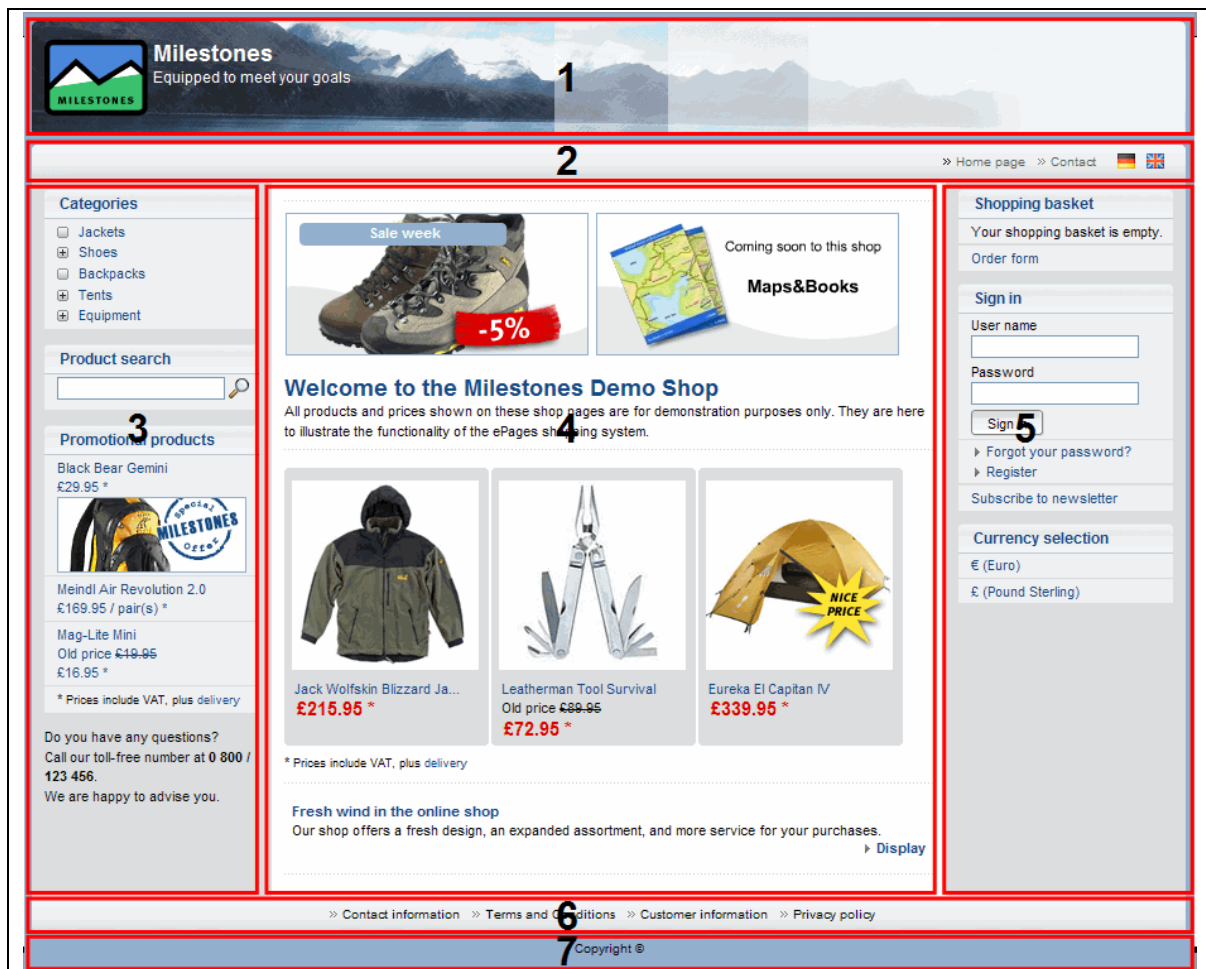 Milestones
Equipped to meet your goals
MILESTONES
1
2
» Home page » Contact
3
Categories
Jackets
Shoes
Backpacks
Tents
Equipment
Product search
Promotional products
Black Bear Gemini
£29.95 *
Special
MILESTONES
Offer
Meindl Air Revolution 2.0
£169.95 / pair(s) *
Mag-Lite Mini
Old price £19.95
£16.95 *
* Prices include VAT, plus delivery
Do you have any questions?
Call our toll-free number at 0 800 /
123 456.
We are happy to advise you.
4
Sale week
-5%
Coming soon to this shop
Maps&Books
Welcome to the Milestones Demo Shop
All products and prices shown on these shop pages are for demonstration purposes only. They are here
to illustrate the functionality of the ePages shopping system.
NICE
PRICE
Jack Wolfskin Blizzard Ja...
£215.95 *
Leatherman Tool Survival
Old price £89.95
£72.95 *
Eureka El Capitan IV
£339.95 *
* Prices include VAT, plus delivery
Fresh wind in the online shop
Our shop offers a fresh design, an expanded assortment, and more service for your purchases.
Display
5
Shopping basket
Your shopping basket is empty.
Order form
Sign in
User name
Password
Sign
Forgot your password?
Register
Subscribe to newsletter
Currency selection
€ (Euro)
£ (Pound Sterling)
6
» Contact information » Terms and Conditions » Customer information » Privacy policy
7
Copyright ©